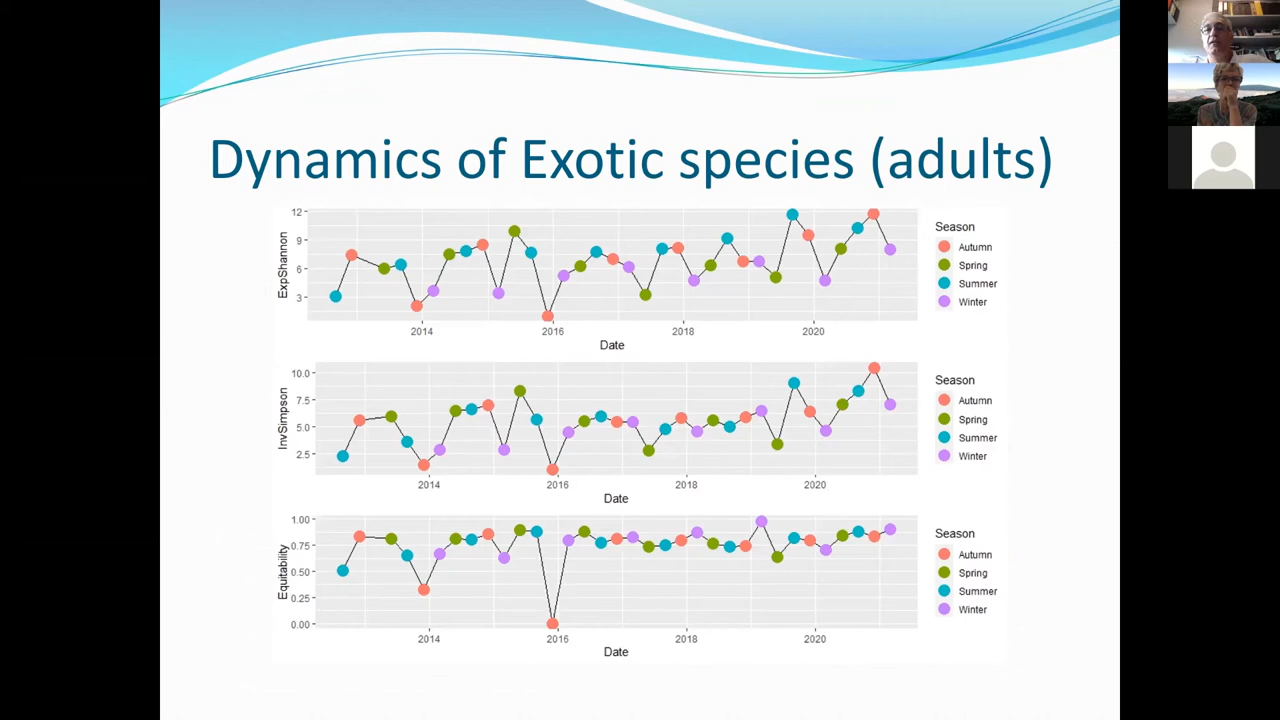 Dynamics of Exotic species (adults)
ExpShannon
12
9
6
3
2014 2016 2018 2020
Date
Season
Autumn
Spring
Summer
Winter
InvSimpson
10.0
7.5
5.0
2.5
2014 2016 2018 2020
Date
Season
Autumn
Spring
Summer
Winter
Equitability
1.00
0.75
0.50
0.25
0.00
2014 2016 2018 2020
Date
Season
Autumn
Spring
Summer
Winter